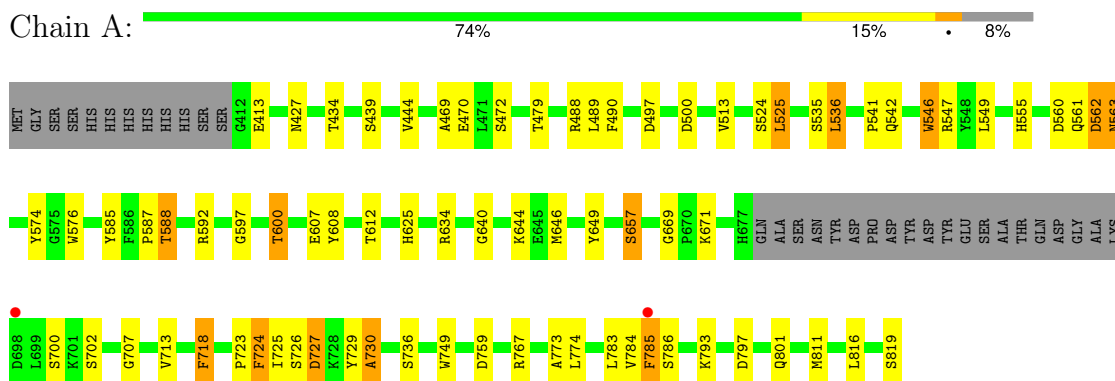 Chain A:
74% 15% • 8%
MET GLY SER SER HIS HIS HIS HIS HIS HIS SER SER G412 E413 N427 T434 S439 V444 A469 E470 L471 S472 T479 R488 L489 F490 D497 D500 V513 S524 L525 S535 L536 P541 Q542 W546 R547 Y548 L549 H555 D560 Q561 D562 N563
Y574 G575 W576 Y585 F586 P587 T588 R592 G597 T600 E607 Y608 T612 H625 R634 G640 K644 E645 M646 Y649 S657 G669 P670 K671 H677 GLN ALA SER ASN TYR ASP PRO ASP TYR ASP TYR GLU SER ALA THR GLN ASP GLY ALA LYS
D698 L699 S700 K701 S702 G707 V713 F718 P723 F724 I725 S726 D727 K728 Y729 A730 S736 W749 D759 R767 A773 L774 L783 V784 F785 S786 K793 D797 Q801 M811 L816 S819